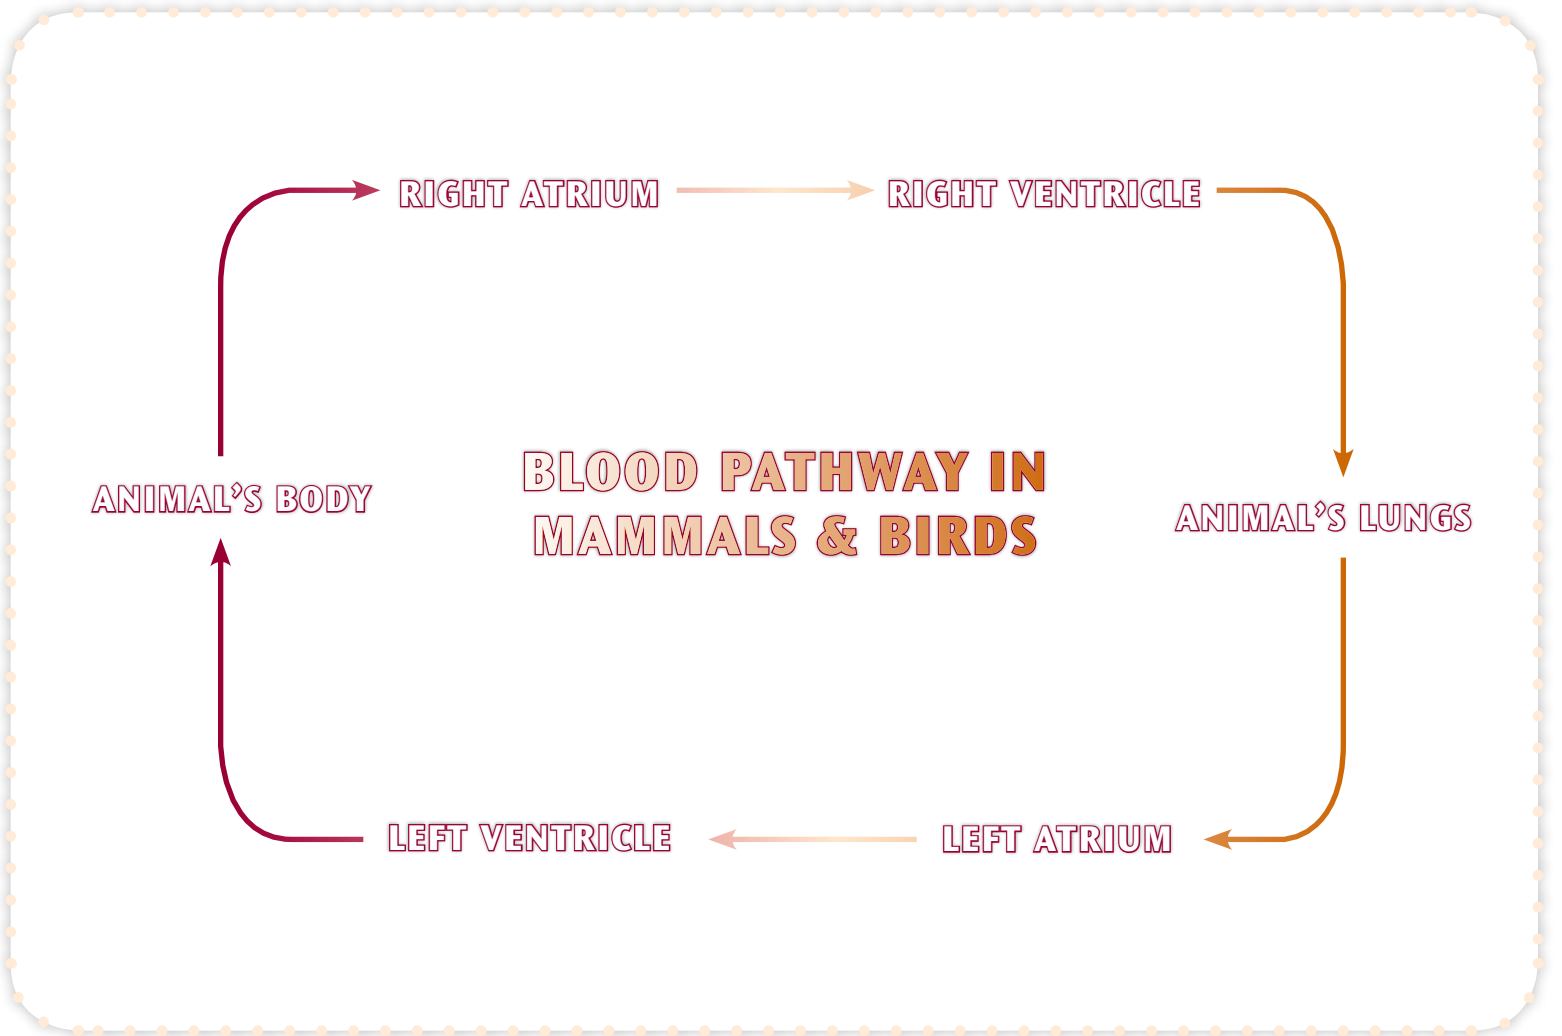 RIGHT ATRIUM
RIGHT VENTRICLE
BLOOD PATHWAY IN
MAMMALS & BIRDS
ANIMAL’S BODY
ANIMAL’S LUNGS
LEFT VENTRICLE
LEFT ATRIUM